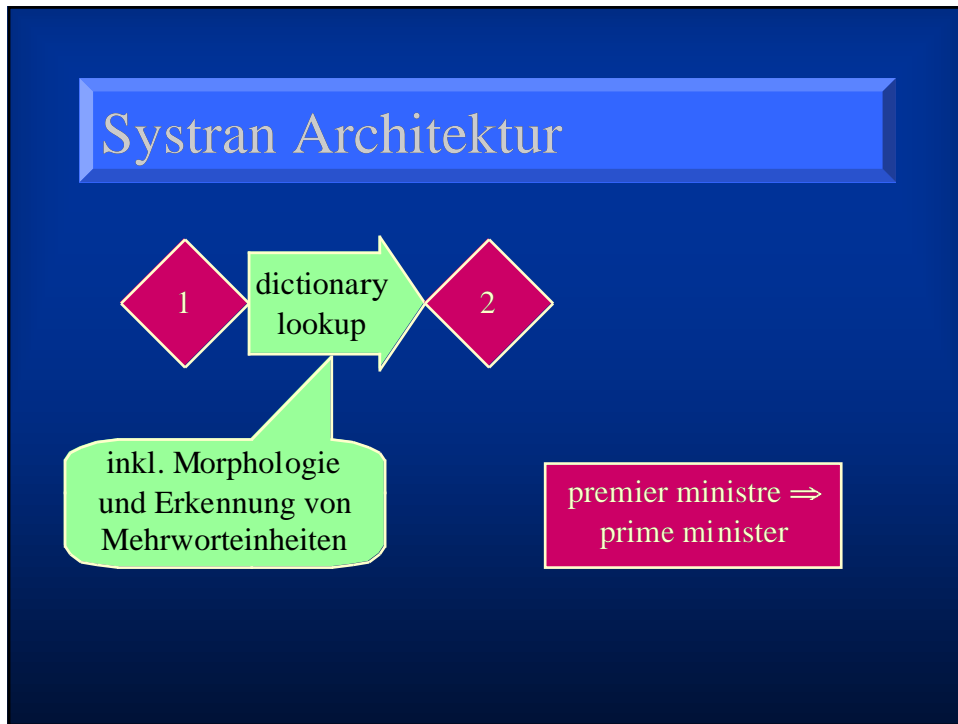 Systran Architektur
1
dictionary
lookup
2
inkl. Morphologie
und Erkennung von
Mehrworteinheiten
premier ministre ⇒
prime minister